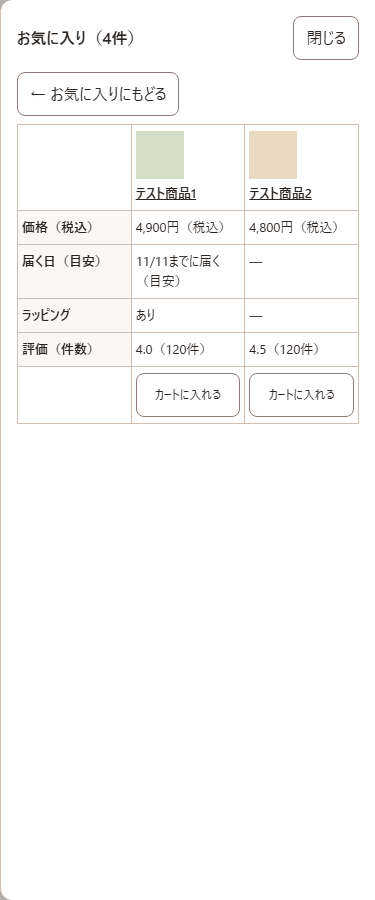 お気に入り（4件）
閉じる
← お気に入りにもどる
テスト商品1
テスト商品2
価格（税込）
4,900円（税込）
4,800円（税込）
届く日（目安）
11/11までに届く
（目安）
—
ラッピング
あり
—
評価（件数）
4.0（120件）
4.5（120件）
カートに入れる
カートに入れる